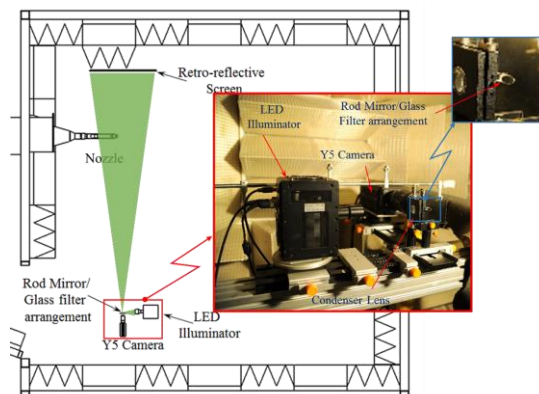 Retro-reflective
Screen
Nozzle
Rod Mirror/
Glass filter
arrangement
LED
Illuminator
Y5 Camera
LED
Illuminator
Y5 Camera
Rod Mirror/Glass
Filter arrangement
Condenser Lens